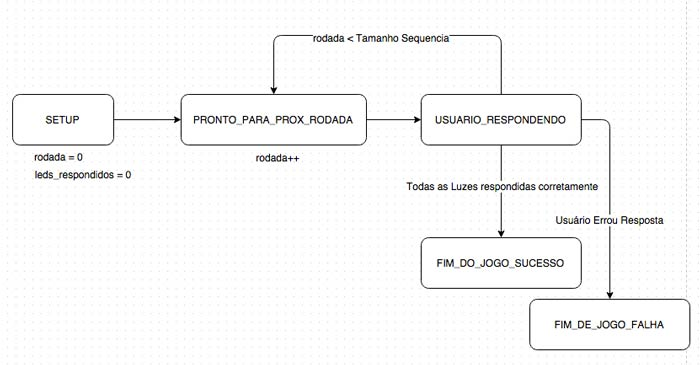 rodada < Tamanho Sequencia
SETUP
PRONTO_PARA_PROX_RODADA
USUARIO_RESPONDENDO
rodada = 0
leds_respondidos = 0
rodada++
Todas as Luzes respondidas corretamente
Usuário Errou Resposta
FIM_DO_JOGO_SUCESSO
FIM_DE_JOGO_FALHA